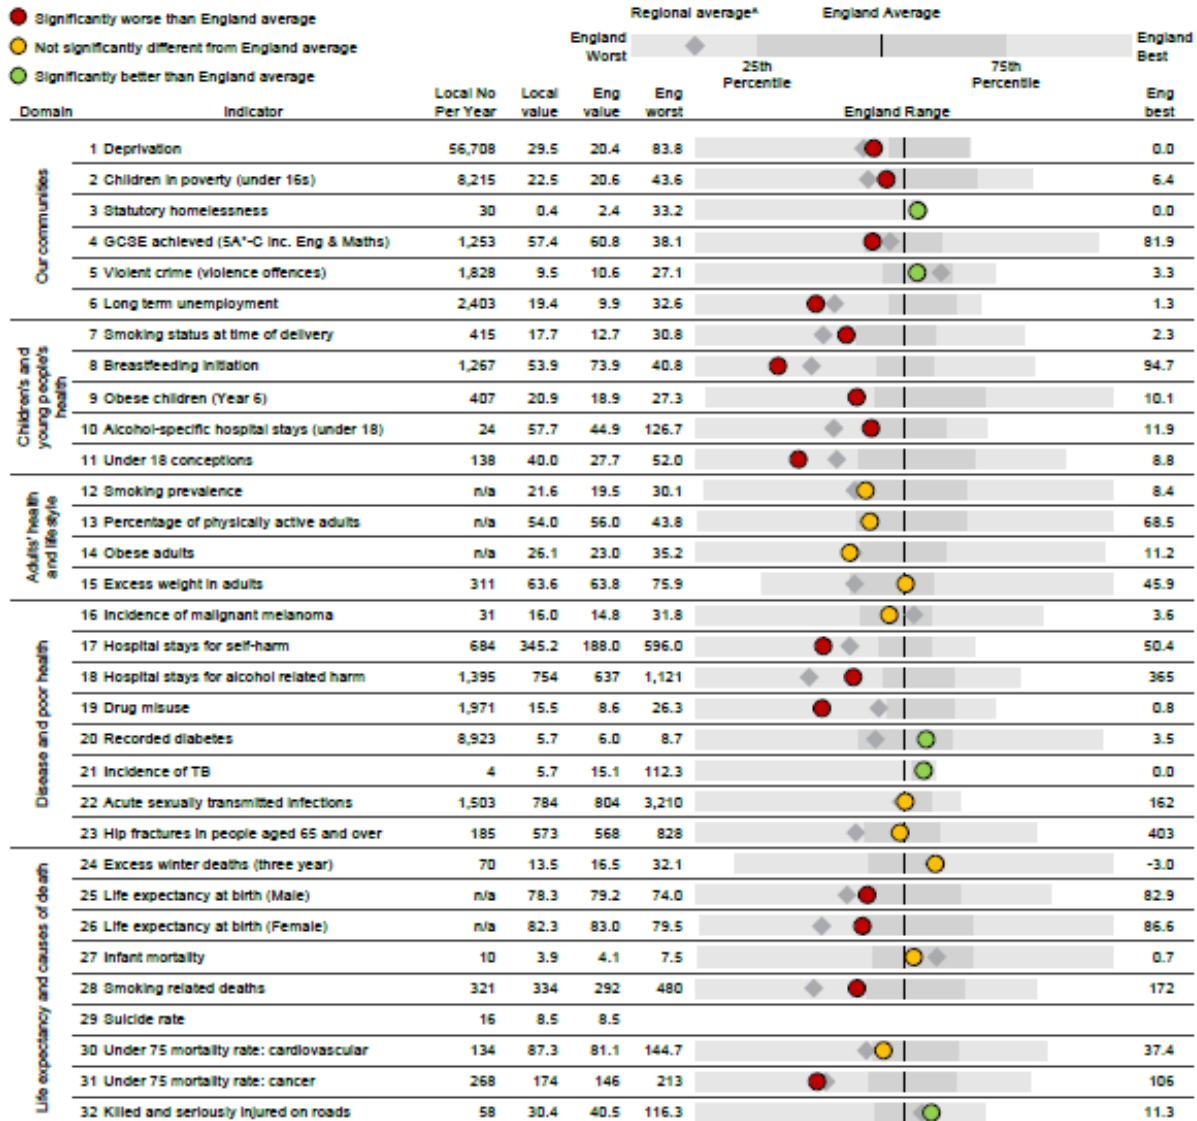 Significantly worse than England average
Not significantly different from England average
Significantly better than England average
Regional average^ England Average
England Worst England Best
25th Percentile 75th Percentile
Domain Indicator Local No Per Year Local value Eng value Eng worst England Range Eng best
Our communities
1 Deprivation 56,708 29.5 20.4 83.8 0.0
2 Children in poverty (under 16s) 8,215 22.5 20.6 43.6 6.4
3 Statutory homelessness 30 0.4 2.4 33.2 0.0
4 GCSE achieved (5A*-C inc. Eng & Maths) 1,253 57.4 60.8 38.1 81.9
5 Violent crime (violence offences) 1,828 9.5 10.6 27.1 3.3
6 Long term unemployment 2,403 19.4 9.9 32.6 1.3
Children's and young people's health
7 Smoking status at time of delivery 415 17.7 12.7 30.8 2.3
8 Breastfeeding initiation 1,267 53.9 73.9 40.8 94.7
9 Obese children (Year 6) 407 20.9 18.9 27.3 10.1
10 Alcohol-specific hospital stays (under 18) 24 57.7 44.9 126.7 11.9
11 Under 18 conceptions 138 40.0 27.7 52.0 8.8
Adults' health and lifestyle
12 Smoking prevalence n/a 21.6 19.5 30.1 8.4
13 Percentage of physically active adults n/a 54.0 56.0 43.8 68.5
14 Obese adults n/a 26.1 23.0 35.2 11.2
15 Excess weight in adults 311 63.6 63.8 75.9 45.9
Disease and poor health
16 Incidence of malignant melanoma 31 16.0 14.8 31.8 3.6
17 Hospital stays for self-harm 684 345.2 188.0 596.0 50.4
18 Hospital stays for alcohol related harm 1,395 754 637 1,121 365
19 Drug misuse 1,971 15.5 8.6 26.3 0.8
20 Recorded diabetes 8,923 5.7 6.0 8.7 3.5
21 Incidence of TB 4 5.7 15.1 112.3 0.0
22 Acute sexually transmitted infections 1,503 784 804 3,210 162
23 Hip fractures in people aged 65 and over 185 573 568 828 403
Life expectancy and causes of death
24 Excess winter deaths (three year) 70 13.5 16.5 32.1 -3.0
25 Life expectancy at birth (Male) n/a 78.3 79.2 74.0 82.9
26 Life expectancy at birth (Female) n/a 82.3 83.0 79.5 86.6
27 Infant mortality 10 3.9 4.1 7.5 0.7
28 Smoking related deaths 321 334 292 480 172
29 Suicide rate 16 8.5 8.5
30 Under 75 mortality rate: cardiovascular 134 87.3 81.1 144.7 37.4
31 Under 75 mortality rate: cancer 268 174 146 213 106
32 Killed and seriously injured on roads 58 30.4 40.5 116.3 11.3